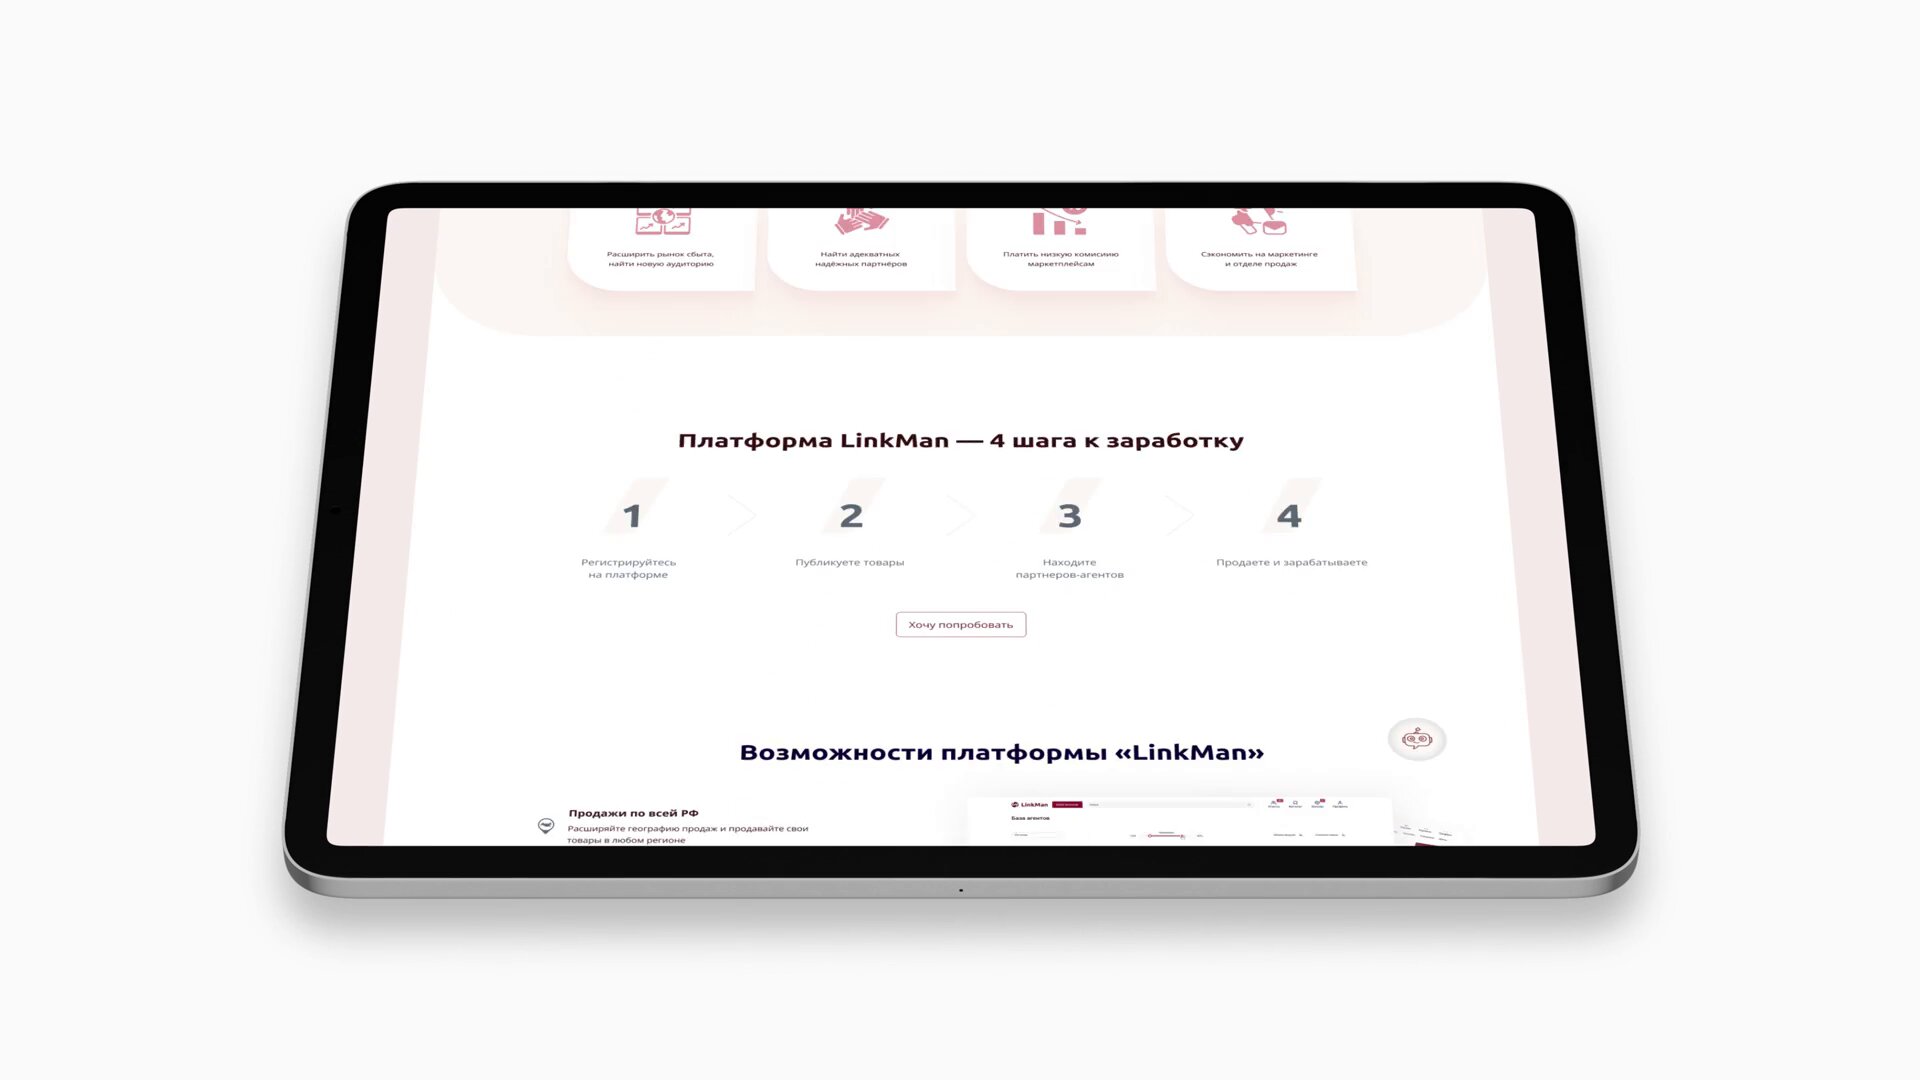 Расширить рынок сбыта,
найти новую аудиторию
Найти адекватных
надёжных партнёров
Платить низкую комисиию
маркетплейсам
Сэкономить на маркетинге
и отделе продаж
Платформа LinkMan — 4 шага к заработку
1
2
3
4
Регистрируйтесь
на платформе
Публикуете товары
Находите
партнеров-агентов
Продаете и зарабатываете
Хочу попробовать
Возможности платформы «LinkMan»
Продажи по всей РФ
Расширяйте географию продаж и продавайте свои
товары в любом регионе
LinkMan
База агентов